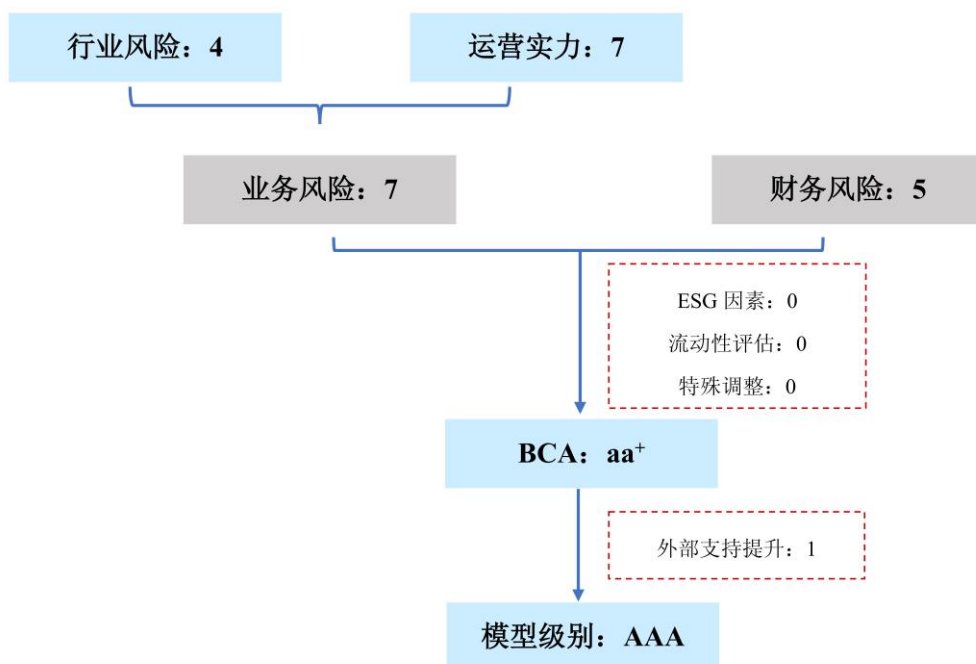 行业风险：4
运营实力：7
业务风险：7
财务风险：5
ESG 因素：0
流动性评估：0
特殊调整：0
BCA：aa⁺
外部支持提升：1
模型级别：AAA